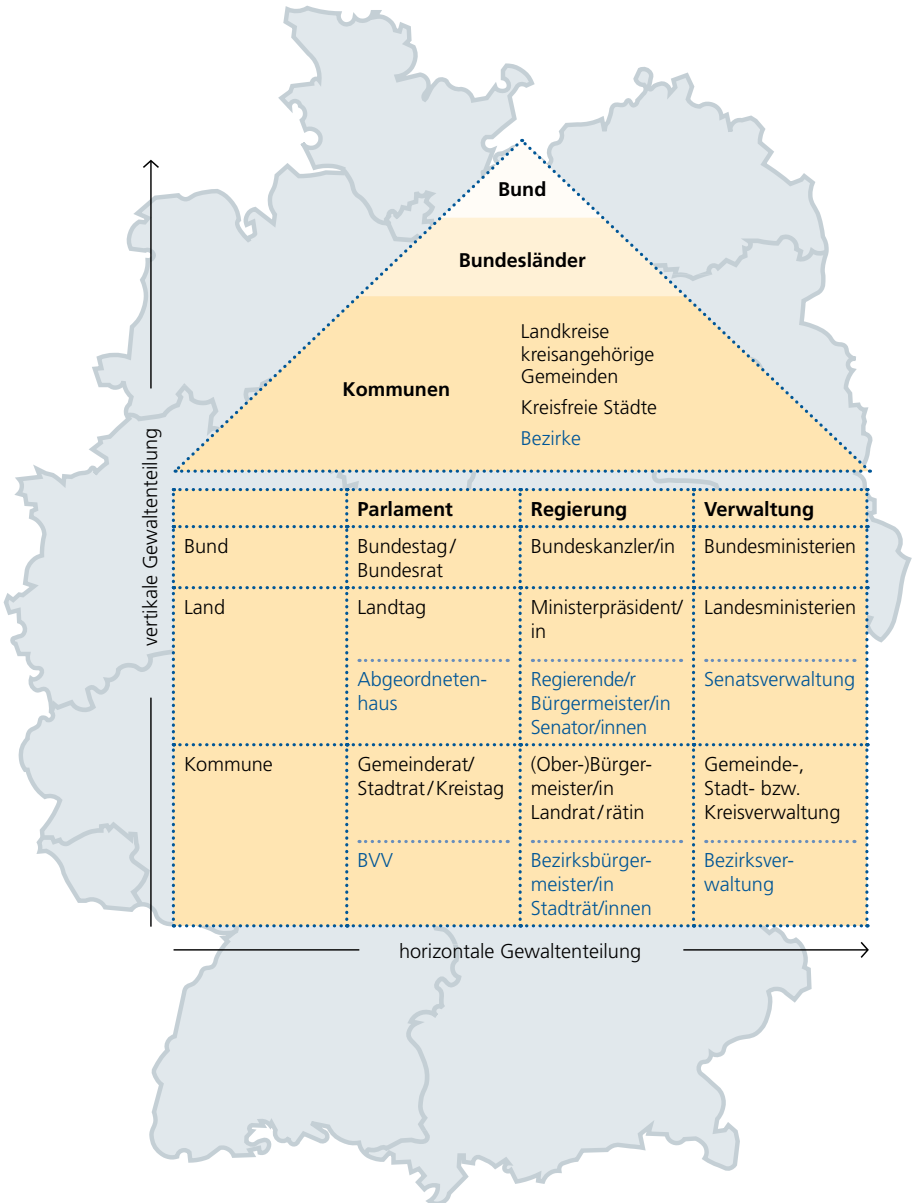 Bund
Bundesländer
Kommunen
Landkreise
kreisangehörige
Gemeinden
Kreisfreie Städte
Bezirke
vertikale Gewaltenteilung
Parlament
Regierung
Verwaltung
Bund
Bundestag/
Bundesrat
Bundeskanzler/in
Bundesministerien
Land
Landtag
Ministerpräsident/
in
Landesministerien
Abgeordneten-
haus
Regierende/r
Bürgermeister/in
Senator/innen
Senatsverwaltung
Kommune
Gemeinderat/
Stadtrat/Kreistag
(Ober-)Bürger-
meister/in
Landrat/rätin
Gemeinde-,
Stadt- bzw.
Kreisverwaltung
BVV
Bezirksbürger-
meister/in
Stadträt/innen
Bezirksver-
waltung
horizontale Gewaltenteilung